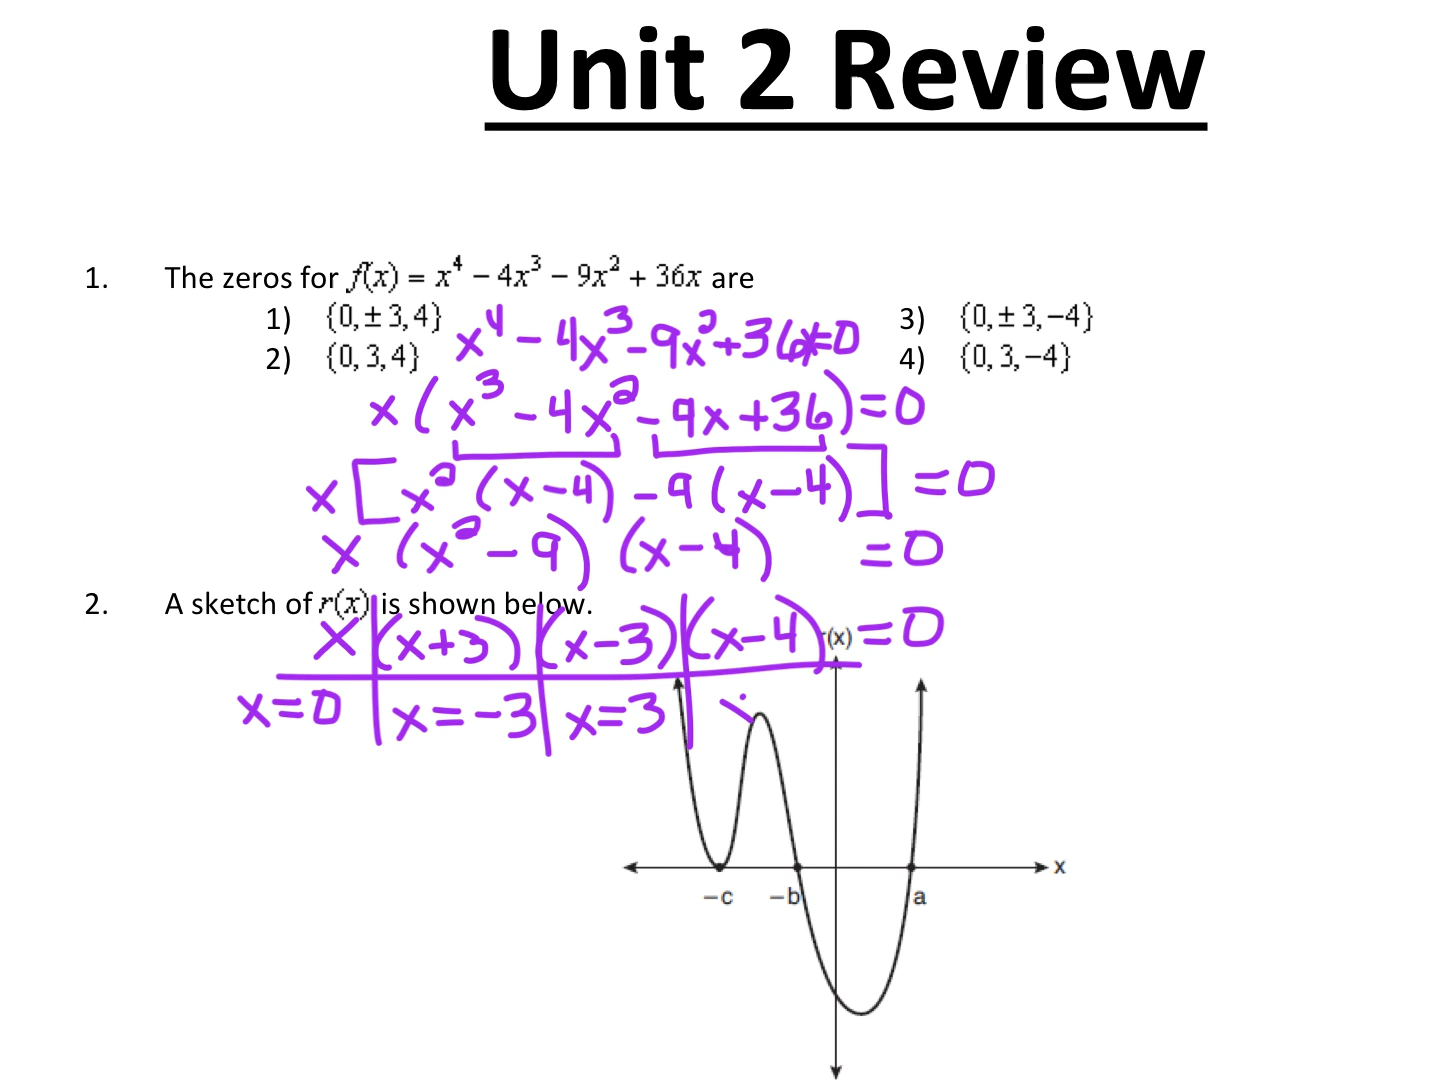 Unit 2 Review
1. The zeros for f(x) = x⁴ − 4x³ − 9x² + 36x are
1) {0, ± 3, 4} 3) {0, ± 3, −4}
2) {0, 3, 4} 4) {0, 3, −4}
x⁴ − 4x³ − 9x² + 36x = 0
x(x³ − 4x² − 9x + 36) = 0
x[x²(x−4) − 9(x−4)] = 0
x (x² − 9) (x − 4) = 0
2. A sketch of r(x) is shown below.
x (x+3) (x−3) (x−4) = 0
(x)
x=0 x=−3 x=3
x
−c −b a